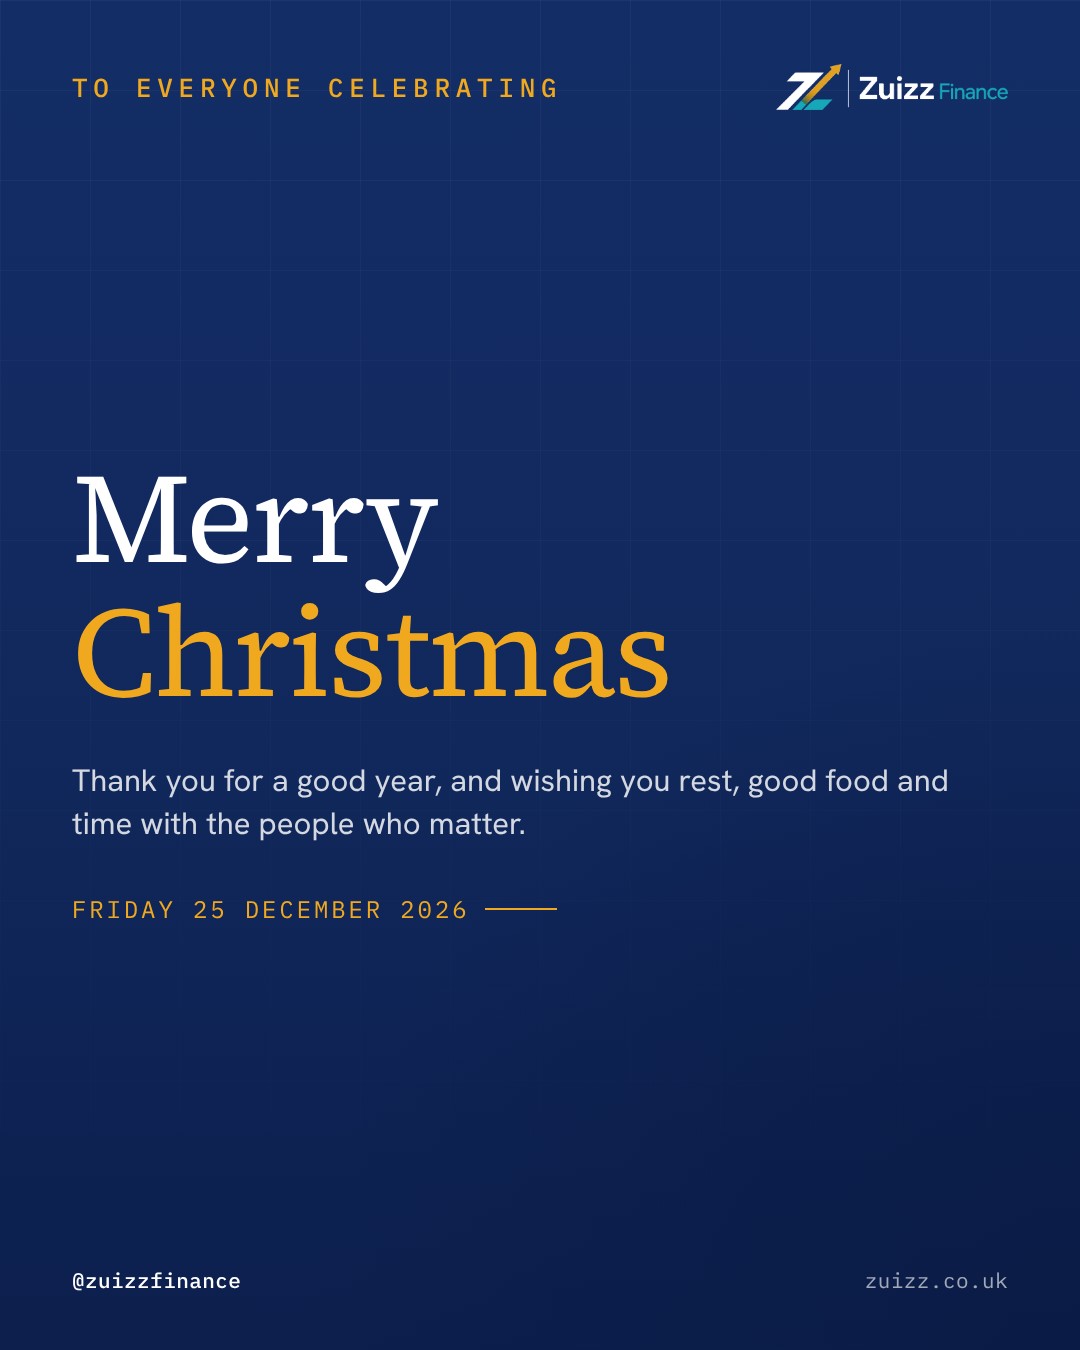 TO EVERYONE CELEBRATING
Zuizz Finance
Merry
Christmas
Thank you for a good year, and wishing you rest, good food and
time with the people who matter.
FRIDAY 25 DECEMBER 2026
@zuizzfinance
zuizz.co.uk